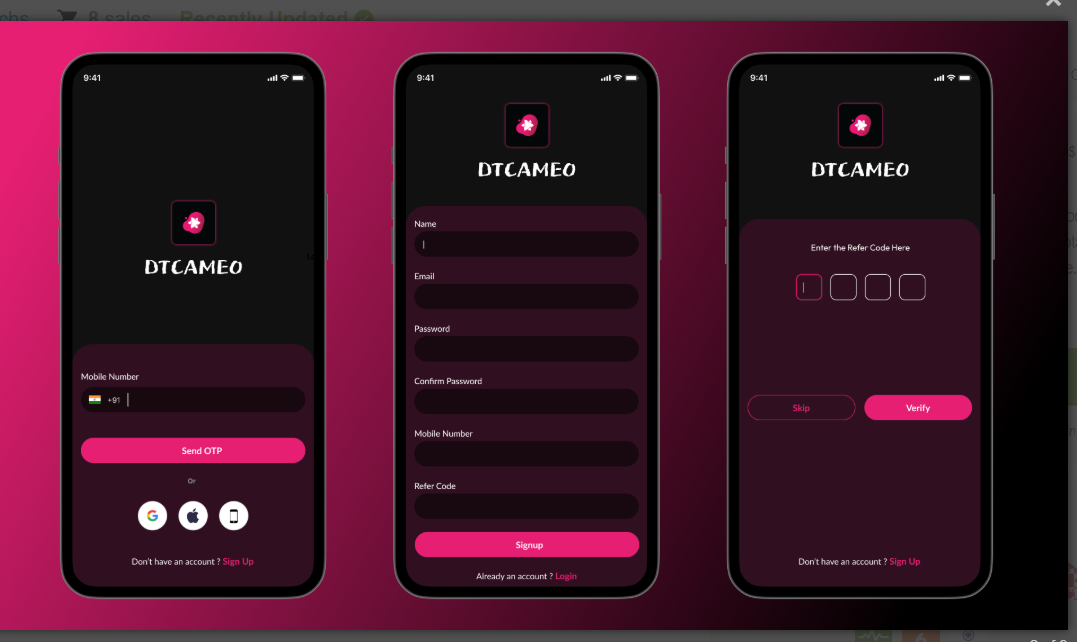 8 sales
Recently Updated
9:41
DTCAMEO
Mobile Number
+91
Send OTP
Or
Don't have an account ? Sign Up
9:41
DTCAMEO
Name
Email
Password
Confirm Password
Mobile Number
Refer Code
Signup
Already an account ? Login
9:41
DTCAMEO
Enter the Refer Code Here
Skip
Verify
Don't have an account ? Sign Up